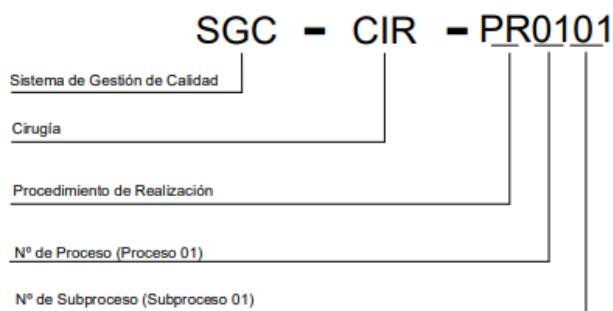 SGC - CIR - PR0101
Sistema de Gestión de Calidad
Cirugía
Procedimiento de Realización
Nº de Proceso (Proceso 01)
Nº de Subproceso (Subproceso 01)